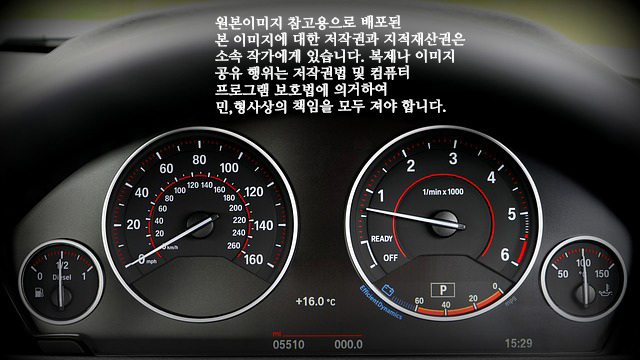 원본이미지 참고용으로 배포된
본 이미지에 대한 저작권과 지적재산권은
소속 작가에게 있습니다. 복제나 이미지
공유 행위는 저작권법 및 컴퓨터
프로그램 보호법에 의거하여
민,형사상의 책임을 모두 져야 합니다.
0 20 40 60 80 100 120 140 160 mph
0 20 40 60 80 100 120 140 160 180 200 220 240 260 km/h
OFF READY 1 2 3 4 5 6
1/min x 1000
0 1/2 1
Diesel
50 100 150
°C
+16.0 °C
P
EfficientDynamics
60 40 20 0
mpg
mi
05510 000.0
15:29